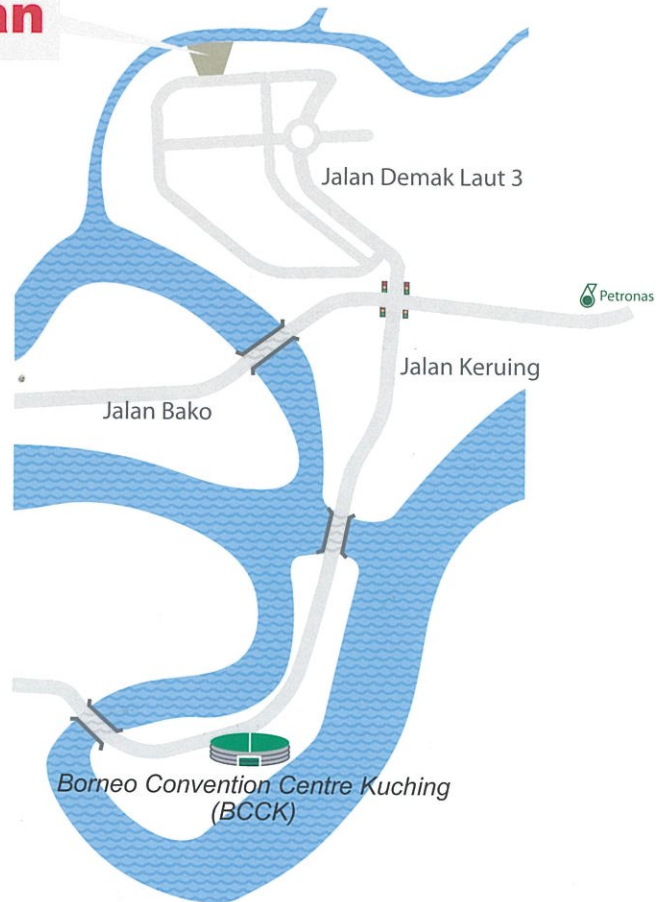 an
Jalan Demak Laut 3
Petronas
Jalan Keruing
Jalan Bako
Borneo Convention Centre Kuching
(BCCK)